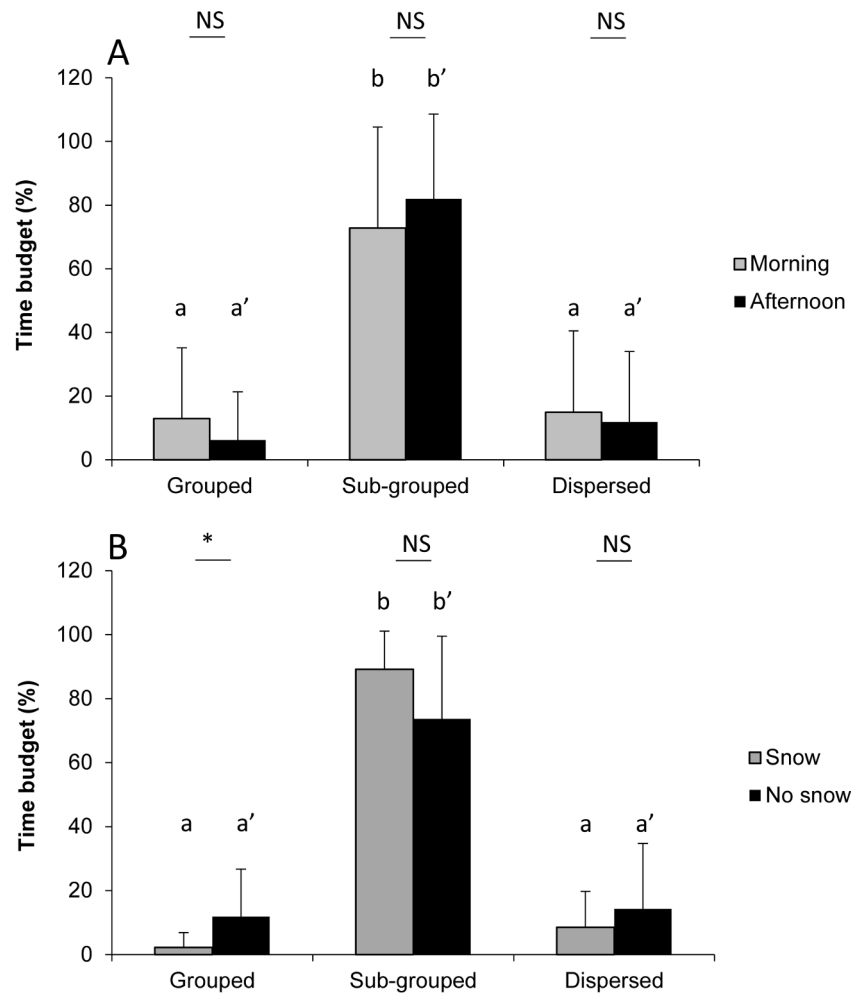 NS NS NS
A
120
b b’
100
80
Time budget (%)
60
Morning
a a’ a a’
Afternoon
40
20
0
Grouped Sub-grouped Dispersed
B
* NS NS
120
b b’
100
80
Time budget (%)
60
Snow
No snow
a a’ a a’
40
20
0
Grouped Sub-grouped Dispersed